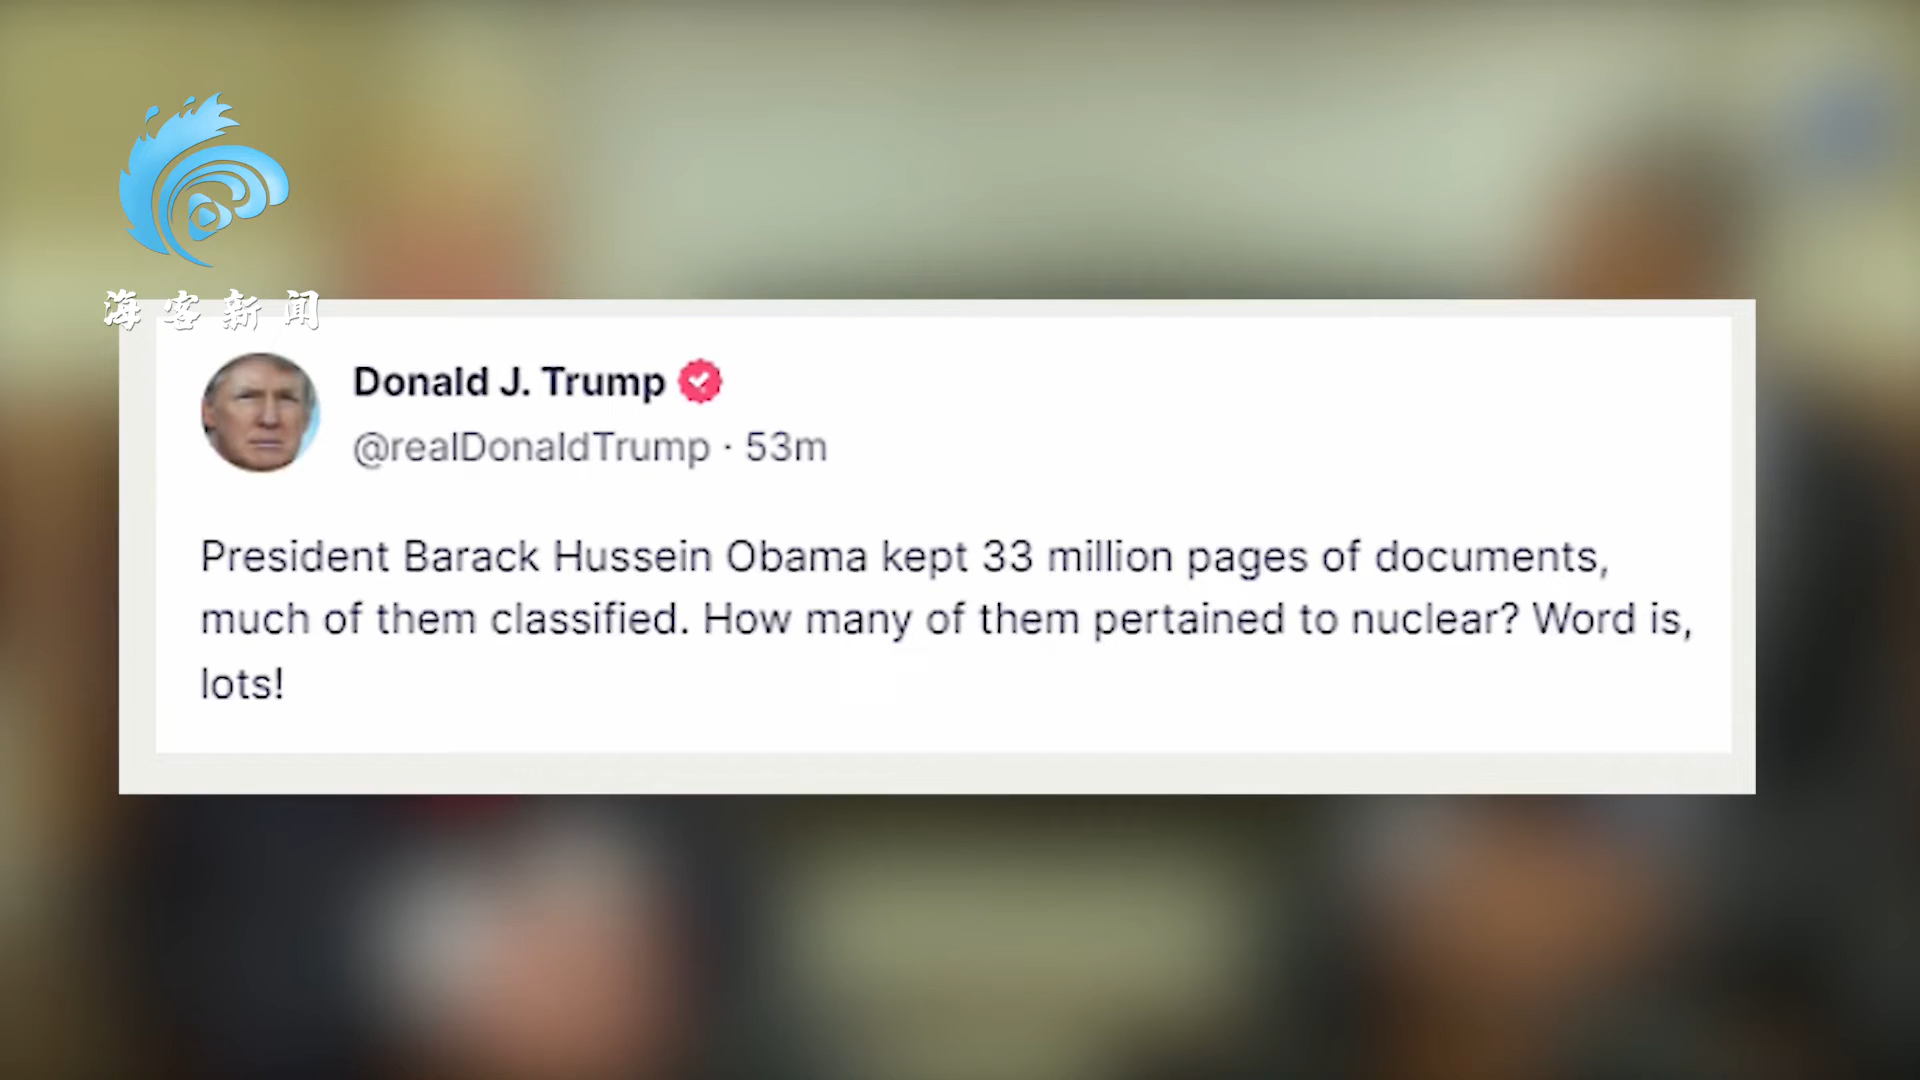 海客新闻
Donald J. Trump
@realDonaldTrump · 53m
President Barack Hussein Obama kept 33 million pages of documents,
much of them classified. How many of them pertained to nuclear? Word is,
lots!